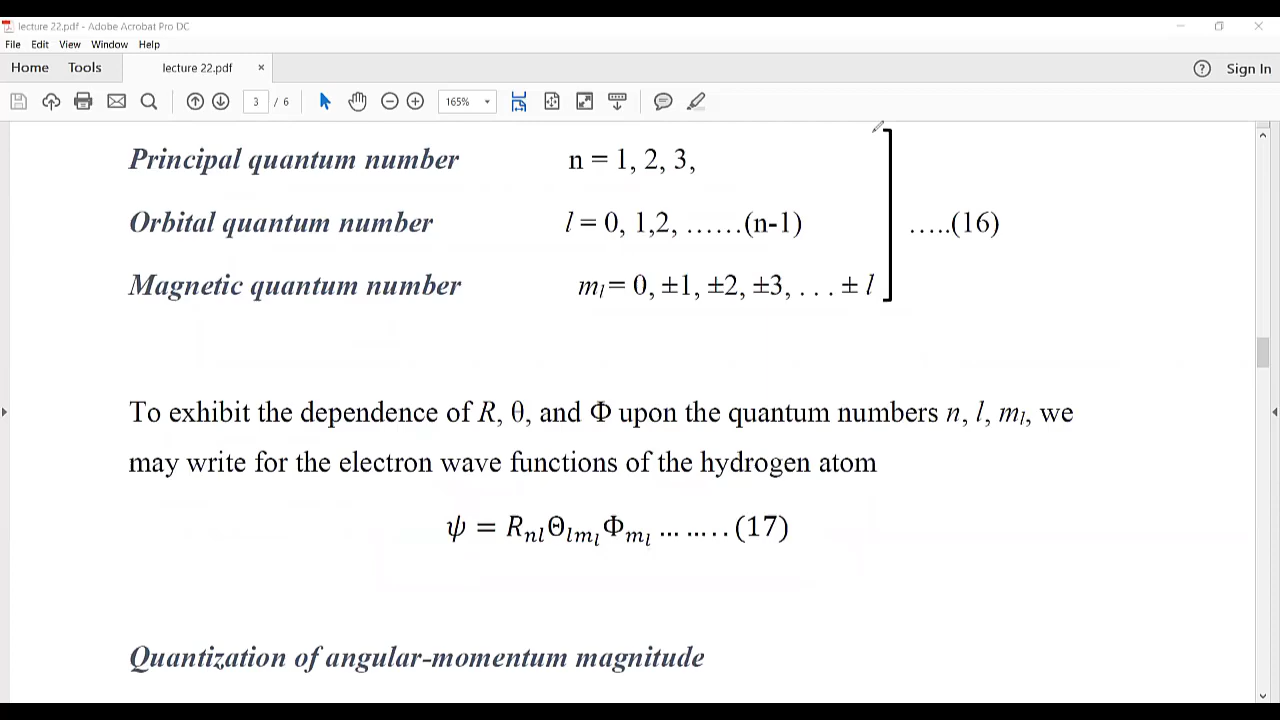 lecture 22.pdf - Adobe Acrobat Pro DC
File Edit View Window Help
Home Tools lecture 22.pdf × ? Sign In
3 / 6 165%
Principal quantum number n = 1, 2, 3,
Orbital quantum number l = 0, 1,2, ……(n-1)
…..(16)
Magnetic quantum number mₗ = 0, ±1, ±2, ±3, . . . ± l
To exhibit the dependence of R, θ, and Φ upon the quantum numbers n, l, mₗ, we
may write for the electron wave functions of the hydrogen atom
ψ = Rₙₗ Θₗₘₗ Φₘₗ … … . . (17)
Quantization of angular-momentum magnitude